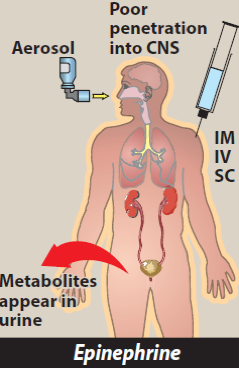 Poor
penetration
into CNS
Aerosol
IM
IV
SC
Metabolites
appear in
urine
Epinephrine